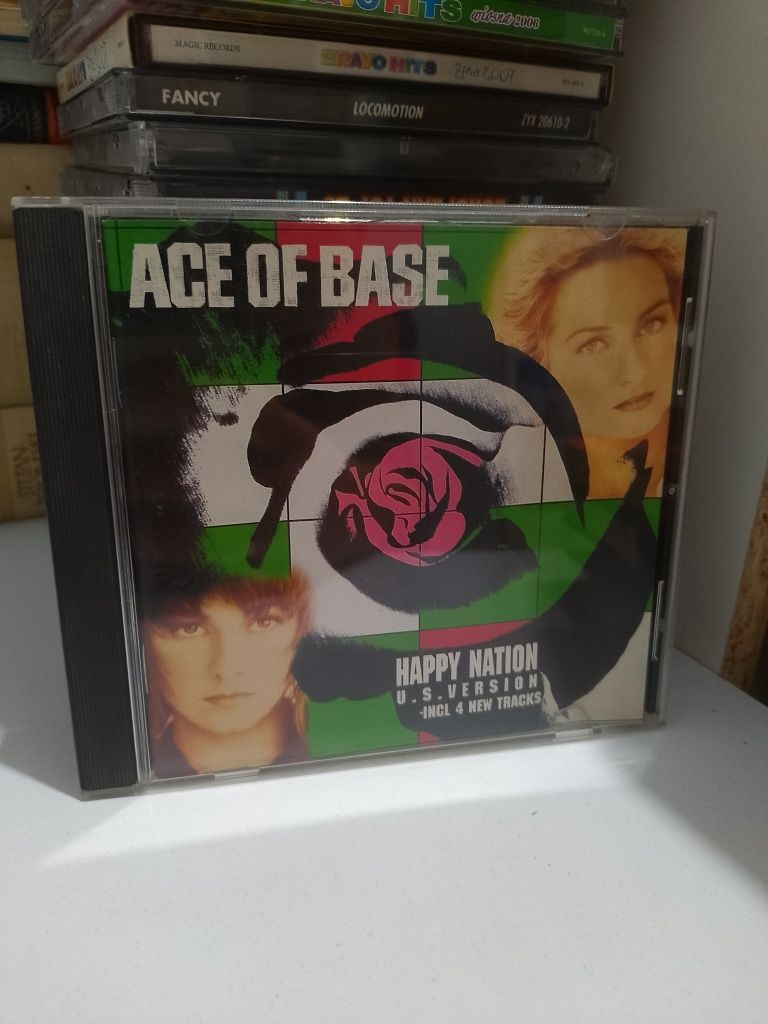 BRAVO HITS wiosna 2006
MAGIC RECORDS BRAVO HITS Zima 2007
FANCY LOCOMOTION ZYX 20610-2
ACE OF BASE
HAPPY NATION
U.S. VERSION
-INCL 4 NEW TRACKS